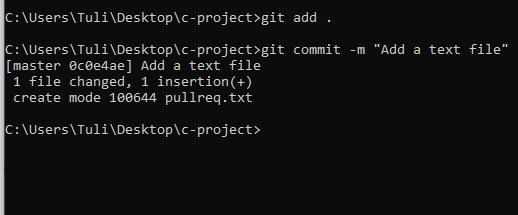 C:\Users\Tuli\Desktop\c-project>git add .
C:\Users\Tuli\Desktop\c-project>git commit -m "Add a text file"
[master 0c0e4ae] Add a text file
1 file changed, 1 insertion(+)
create mode 100644 pullreq.txt
C:\Users\Tuli\Desktop\c-project>